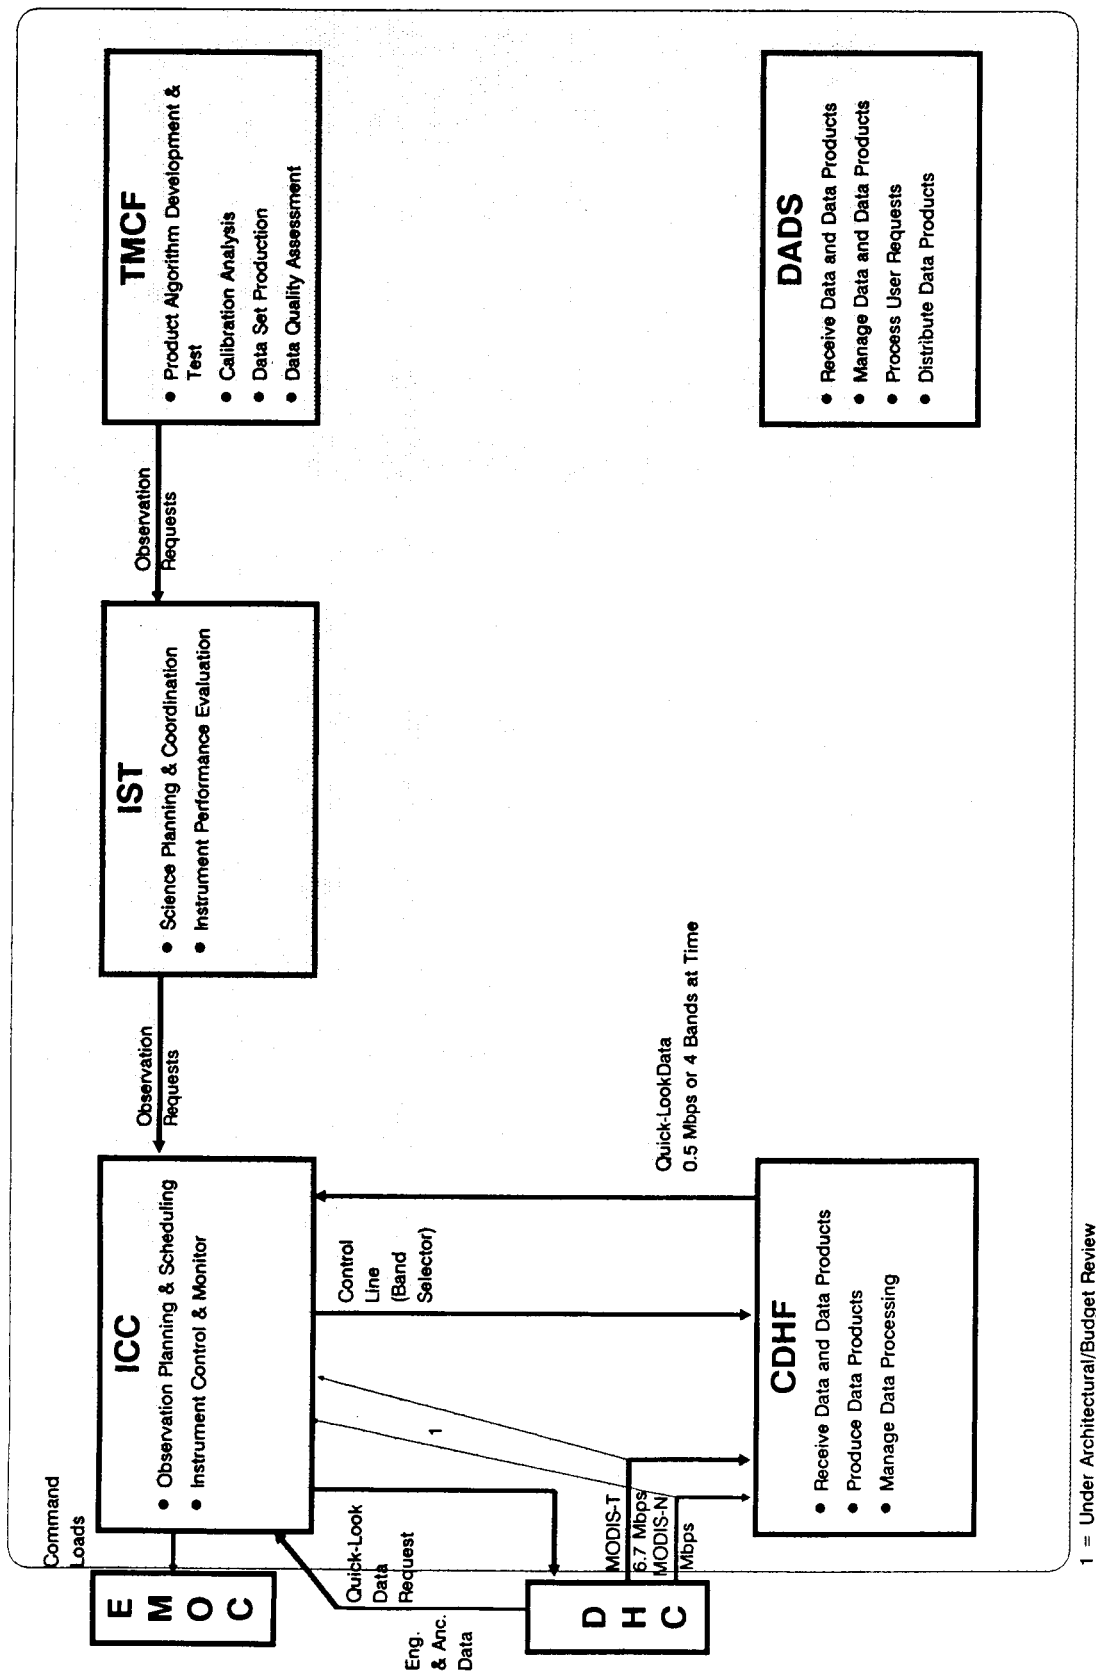 Command
Loads
E
M
O
C
ICC
● Observation Planning & Scheduling
● Instrument Control & Monitor
Observation
Requests
IST
● Science Planning & Coordination
● Instrument Performance Evaluation
Observation
Requests
TMCF
● Product Algorithm Development &
Test
● Calibration Analysis
● Data Set Production
● Data Quality Assessment
Quick-Look
Data
Request
Eng.
& Anc.
Data
1
Control
Line
(Band
Selector)
Quick-LookData
0.5 Mbps or 4 Bands at Time
D
H
C
MODIS-T
6.7 Mbps
MODIS-N
Mbps
CDHF
● Receive Data and Data Products
● Produce Data Products
● Manage Data Processing
DADS
● Receive Data and Data Products
● Manage Data and Data Products
● Process User Requests
● Distribute Data Products
1 = Under Architectural/Budget Review